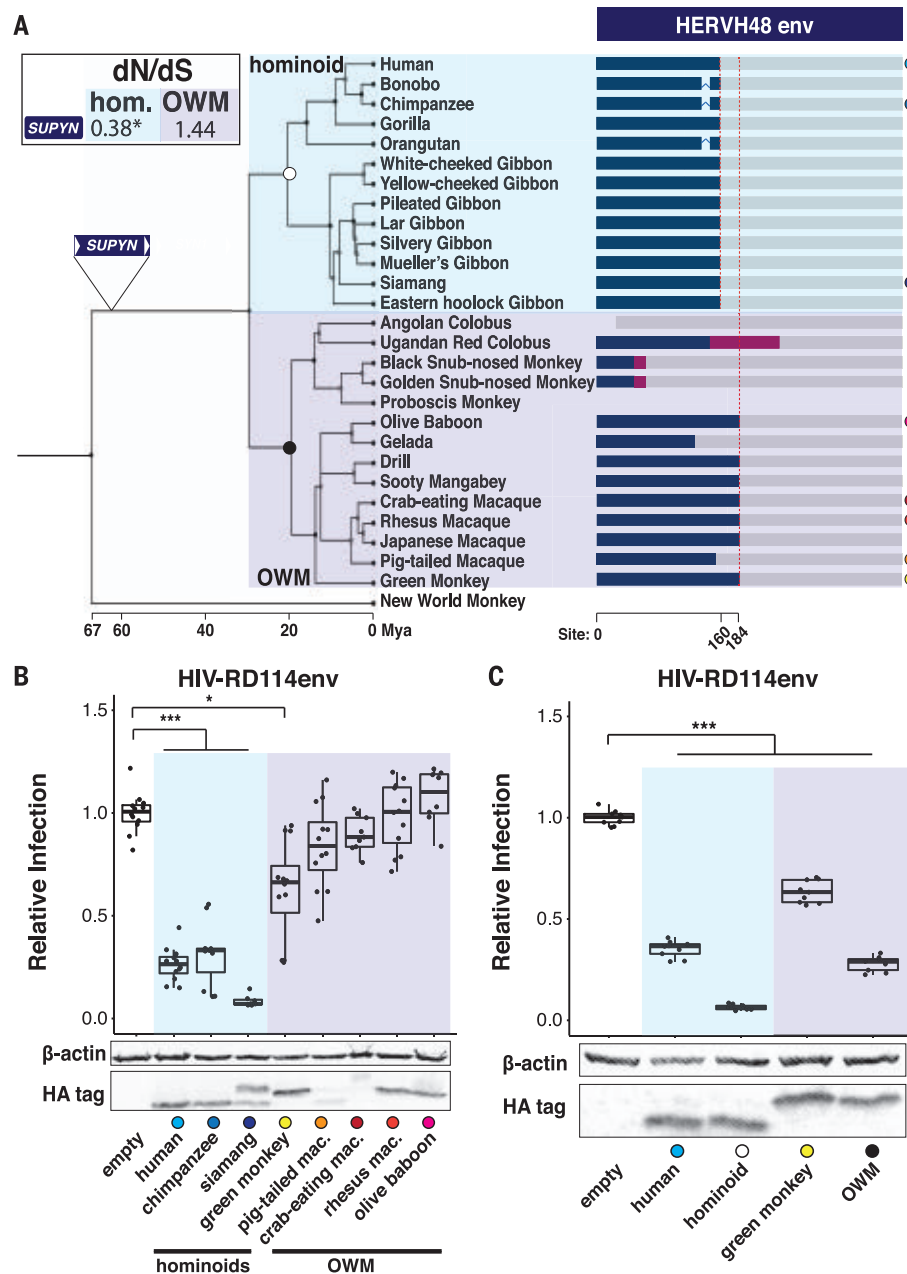 A
HERVH48 env
dN/dS
hom. OWM
SUPYN 0.38* 1.44
hominoid
SUPYN
Human
Bonobo
Chimpanzee
Gorilla
Orangutan
White-cheeked Gibbon
Yellow-cheeked Gibbon
Pileated Gibbon
Lar Gibbon
Silvery Gibbon
Mueller's Gibbon
Siamang
Eastern hoolock Gibbon
Angolan Colobus
Ugandan Red Colobus
Black Snub-nosed Monkey
Golden Snub-nosed Monkey
Proboscis Monkey
Olive Baboon
Gelada
Drill
Sooty Mangabey
Crab-eating Macaque
Rhesus Macaque
Japanese Macaque
Pig-tailed Macaque
Green Monkey
OWM
New World Monkey
67 60 40 20 0 Mya
Site: 0 160 184
B
HIV-RD114env
1.5
1.0
0.5
0.0
Relative Infection
*
***
β-actin
HA tag
empty
human
chimpanzee
siamang
green monkey
pig-tailed mac.
crab-eating mac.
rhesus mac.
olive baboon
hominoids
OWM
C
HIV-RD114env
1.5
1.0
0.5
0.0
Relative Infection
***
β-actin
HA tag
empty
human
hominoid
green monkey
OWM